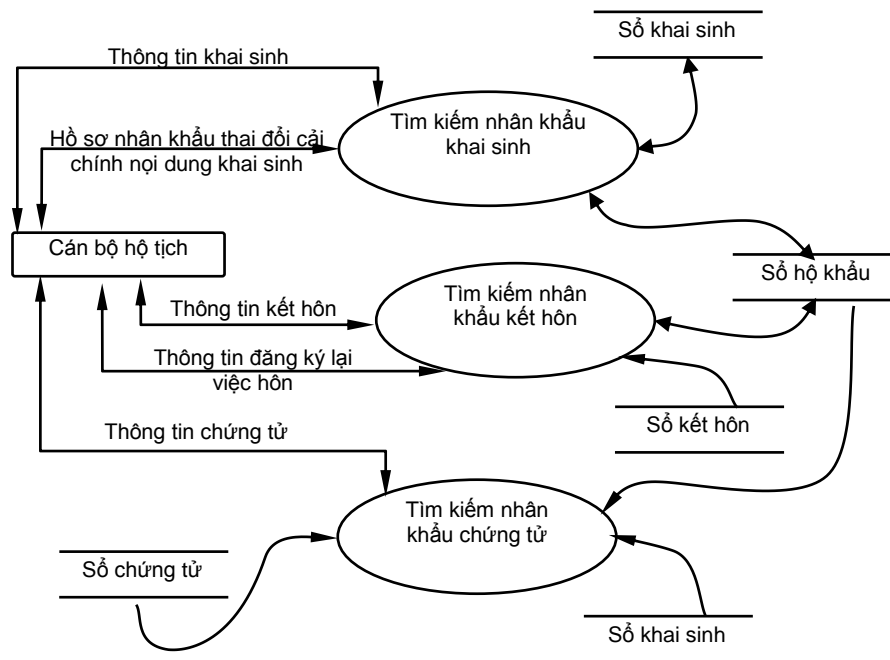 Sổ khai sinh
Thông tin khai sinh
Tìm kiếm nhân khẩu
khai sinh
Hồ sơ nhân khẩu thai đổi cải
chính nọi dung khai sinh
Cán bộ hộ tịch
Sổ hộ khẩu
Tìm kiếm nhân
khẩu kết hôn
Thông tin kết hôn
Thông tin đăng ký lại
việc hôn
Sổ kết hôn
Thông tin chứng tử
Tìm kiếm nhân
khẩu chứng tử
Sổ chứng tử
Sổ khai sinh